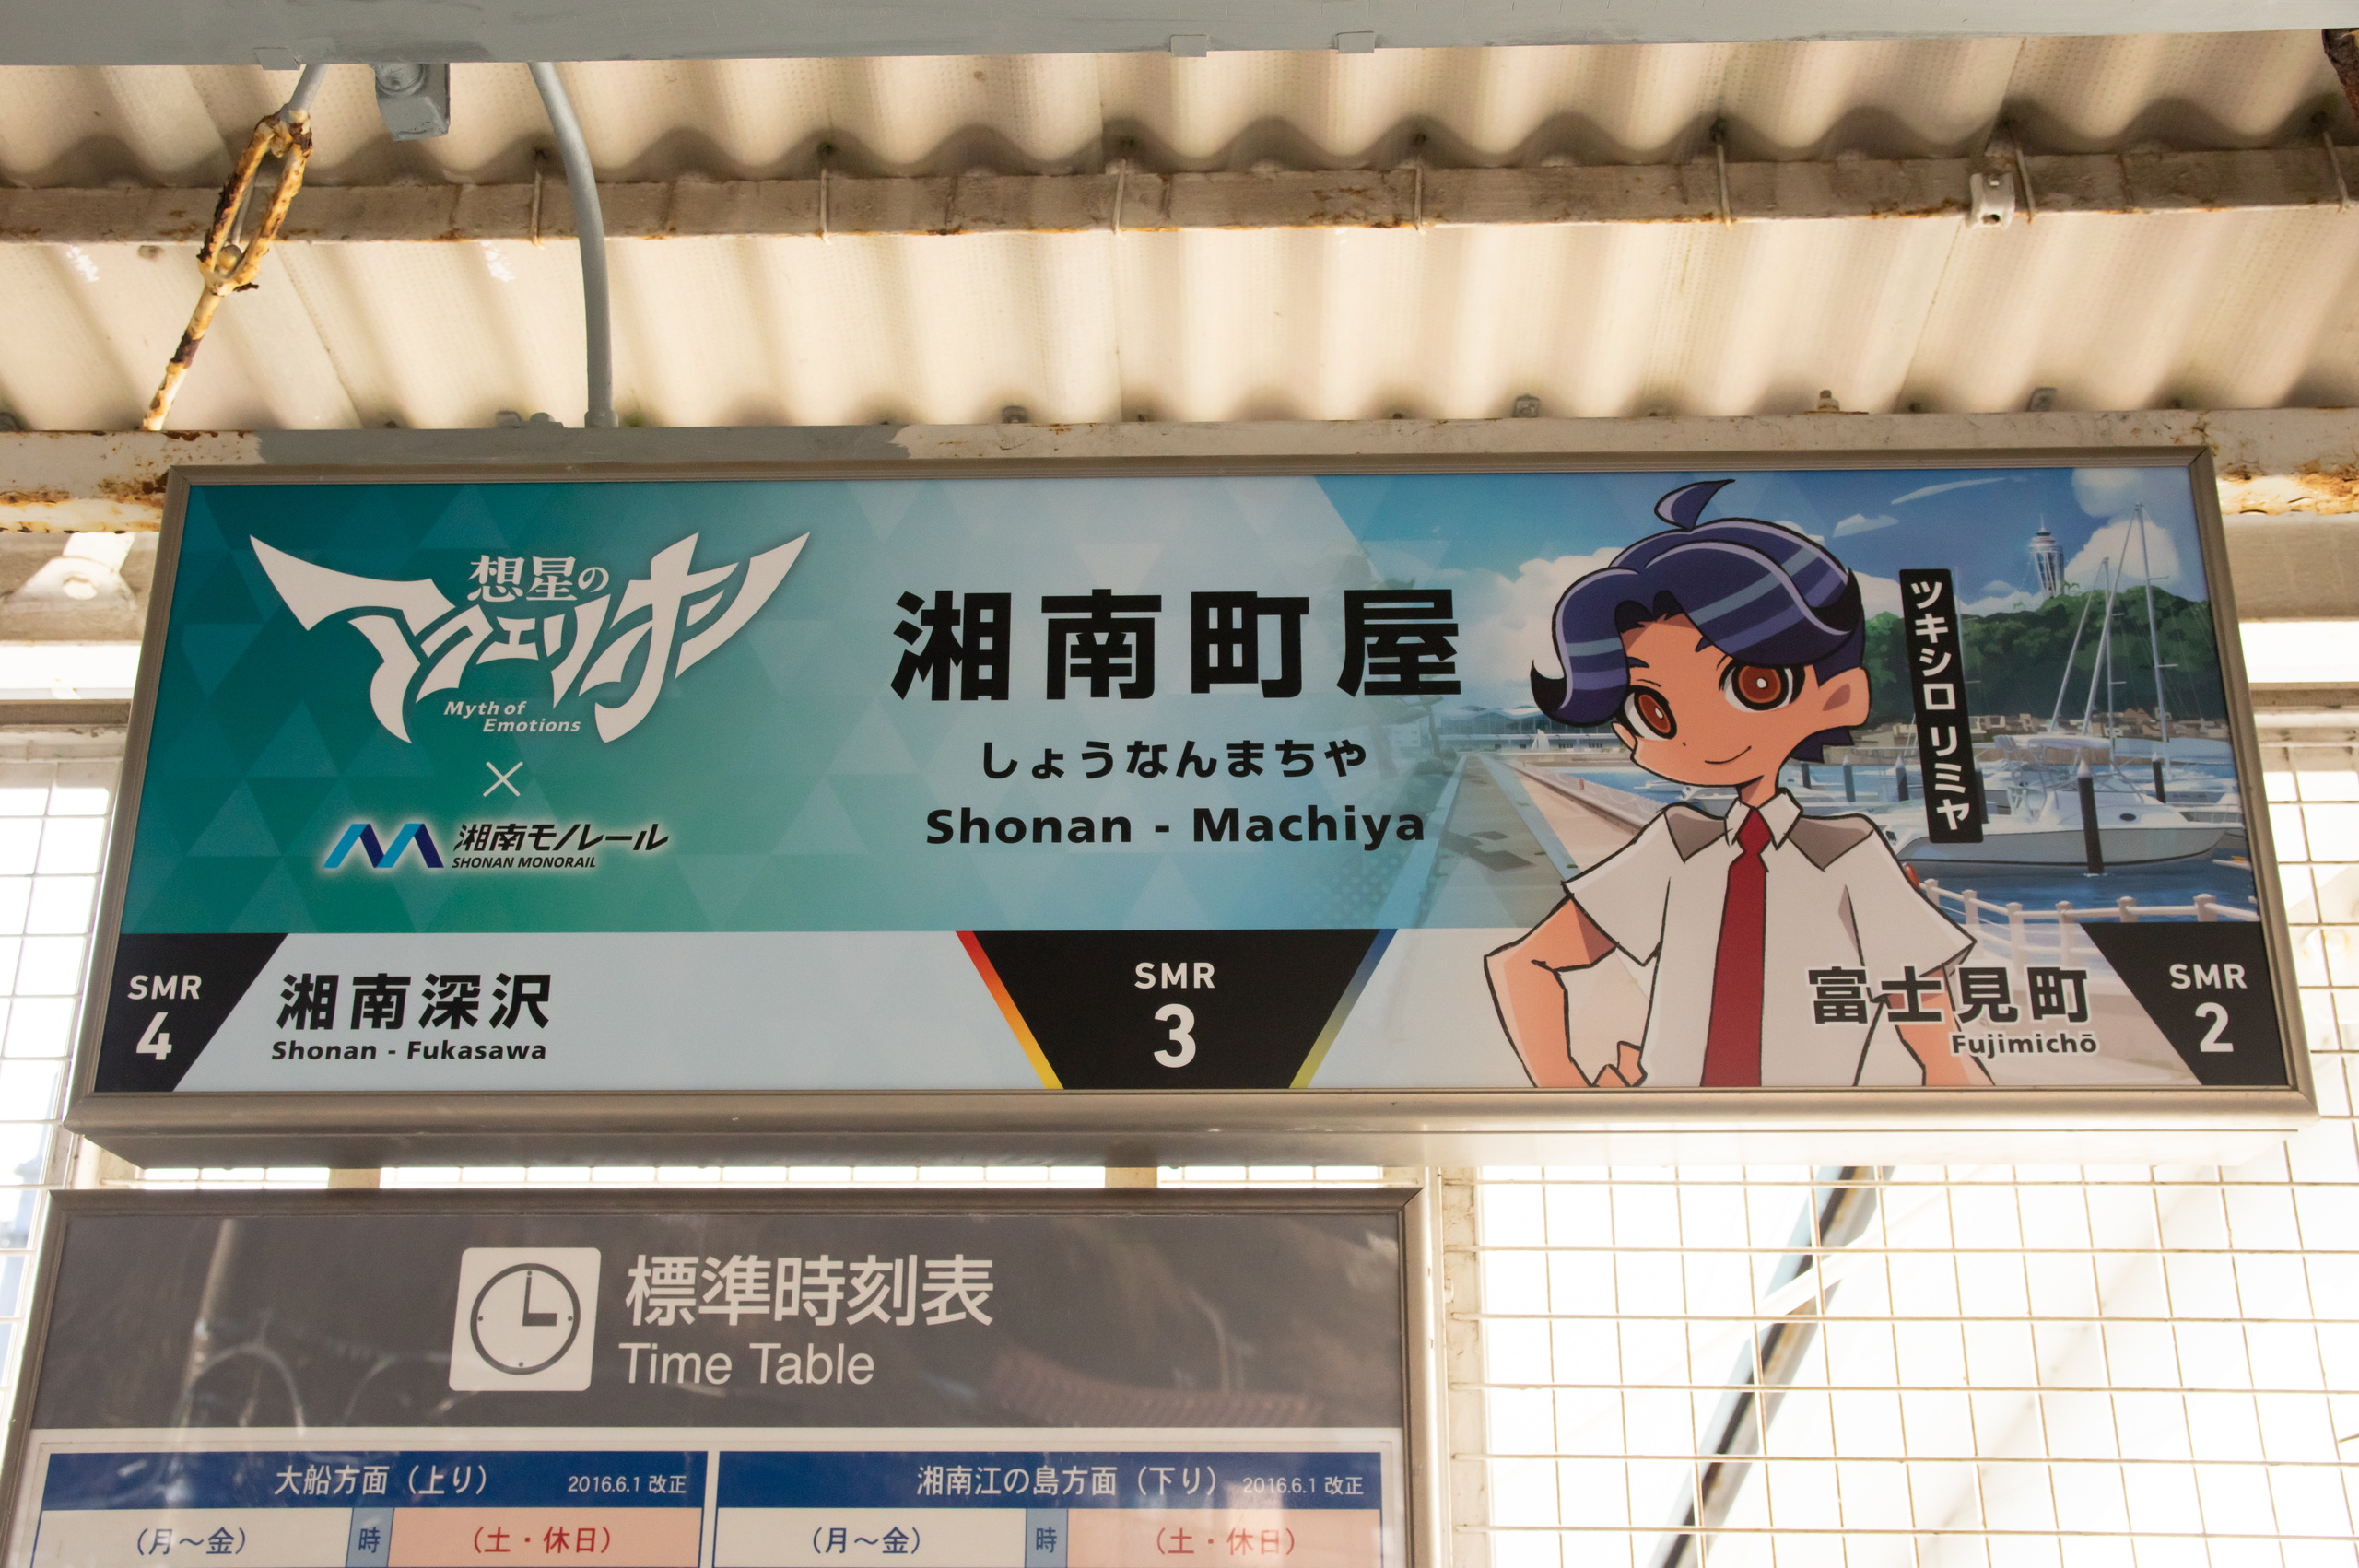 想星の
アクエリオン
Myth of
Emotions
×
湘南モノレール
SHONAN MONORAIL
湘南町屋
しょうなんまちや
Shonan - Machiya
ツキシロ リミヤ
SMR
4
湘南深沢
Shonan - Fukasawa
SMR
3
富士見町
Fujimichō
SMR
2
標準時刻表
Time Table
大船方面（上り） 2016.6.1 改正
（月～金） 時 （土・休日）
湘南江の島方面（下り） 2016.6.1 改正
（月～金） 時 （土・休日）